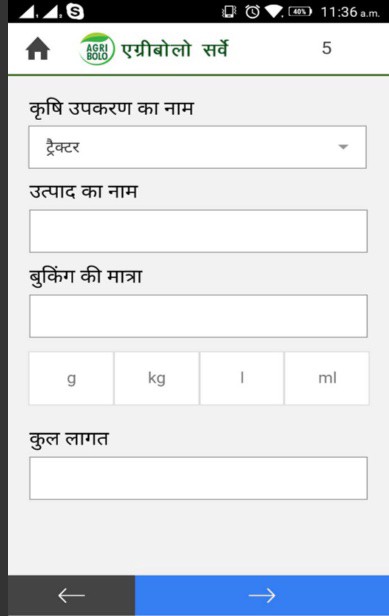 S 40% 11:36 a.m.
AGRI BOLO एग्रीबोलो सर्वे 5
कृषि उपकरण का नाम
ट्रैक्टर
उत्पाद का नाम
बुकिंग की मात्रा
g kg l ml
कुल लागत